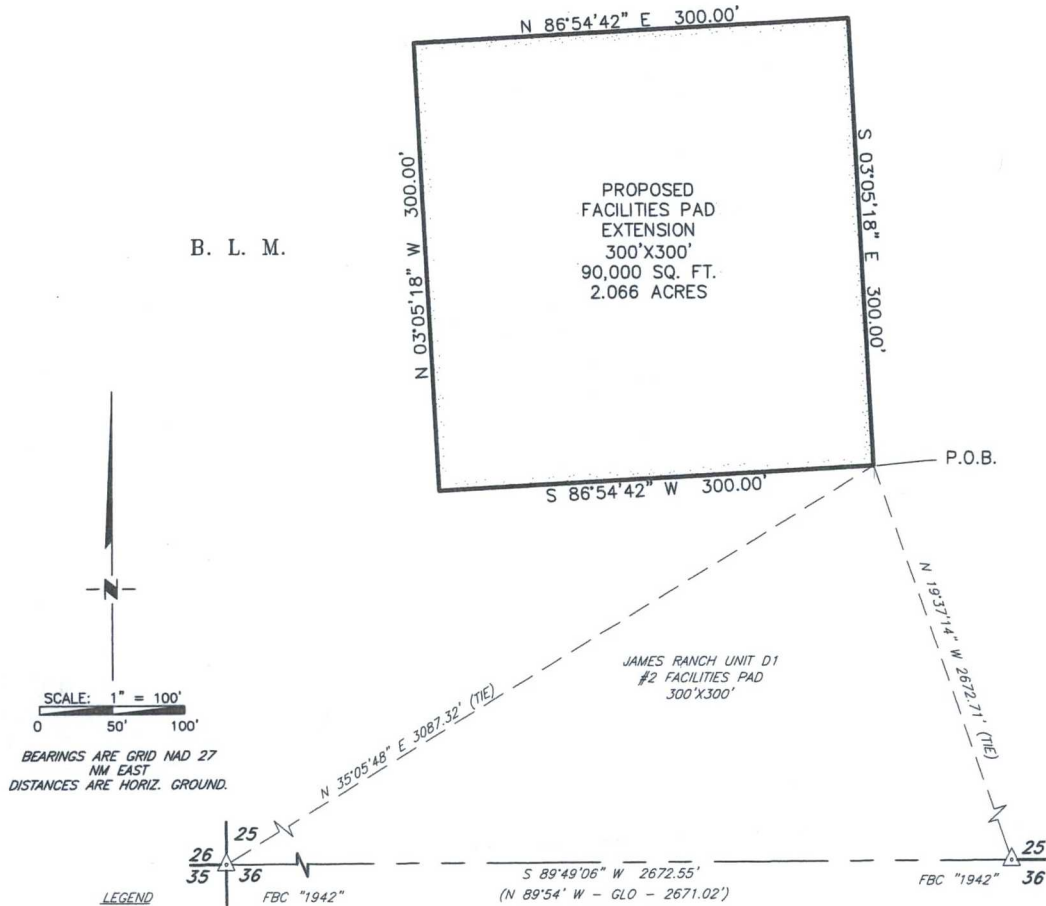 N 86°54'42" E 300.00'
N 03°05'18" W 300.00'
S 03°05'18" E 300.00'
PROPOSED
FACILITIES PAD
EXTENSION
300'X300'
90,000 SQ. FT.
2.066 ACRES
B. L. M.
P.O.B.
S 86°54'42" W 300.00'
N
SCALE: 1" = 100'
0 50' 100'
BEARINGS ARE GRID NAD 27
NM EAST
DISTANCES ARE HORIZ. GROUND.
N 35°05'48" E 3087.32' (TIE)
N 19°37'14" W 2672.71' (TIE)
JAMES RANCH UNIT D1
#2 FACILITIES PAD
300'X300'
26 25
35 36
FBC "1942"
S 89°49'06" W 2672.55'
(N 89°54' W - GLO - 2671.02')
FBC "1942"
25
36
LEGEND